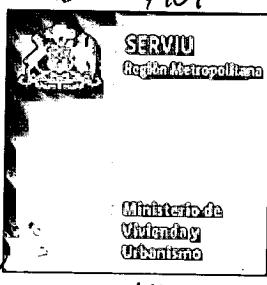 SERVIU
Región Metropolitana
Ministerio de
Vivienda y
Urbanismo